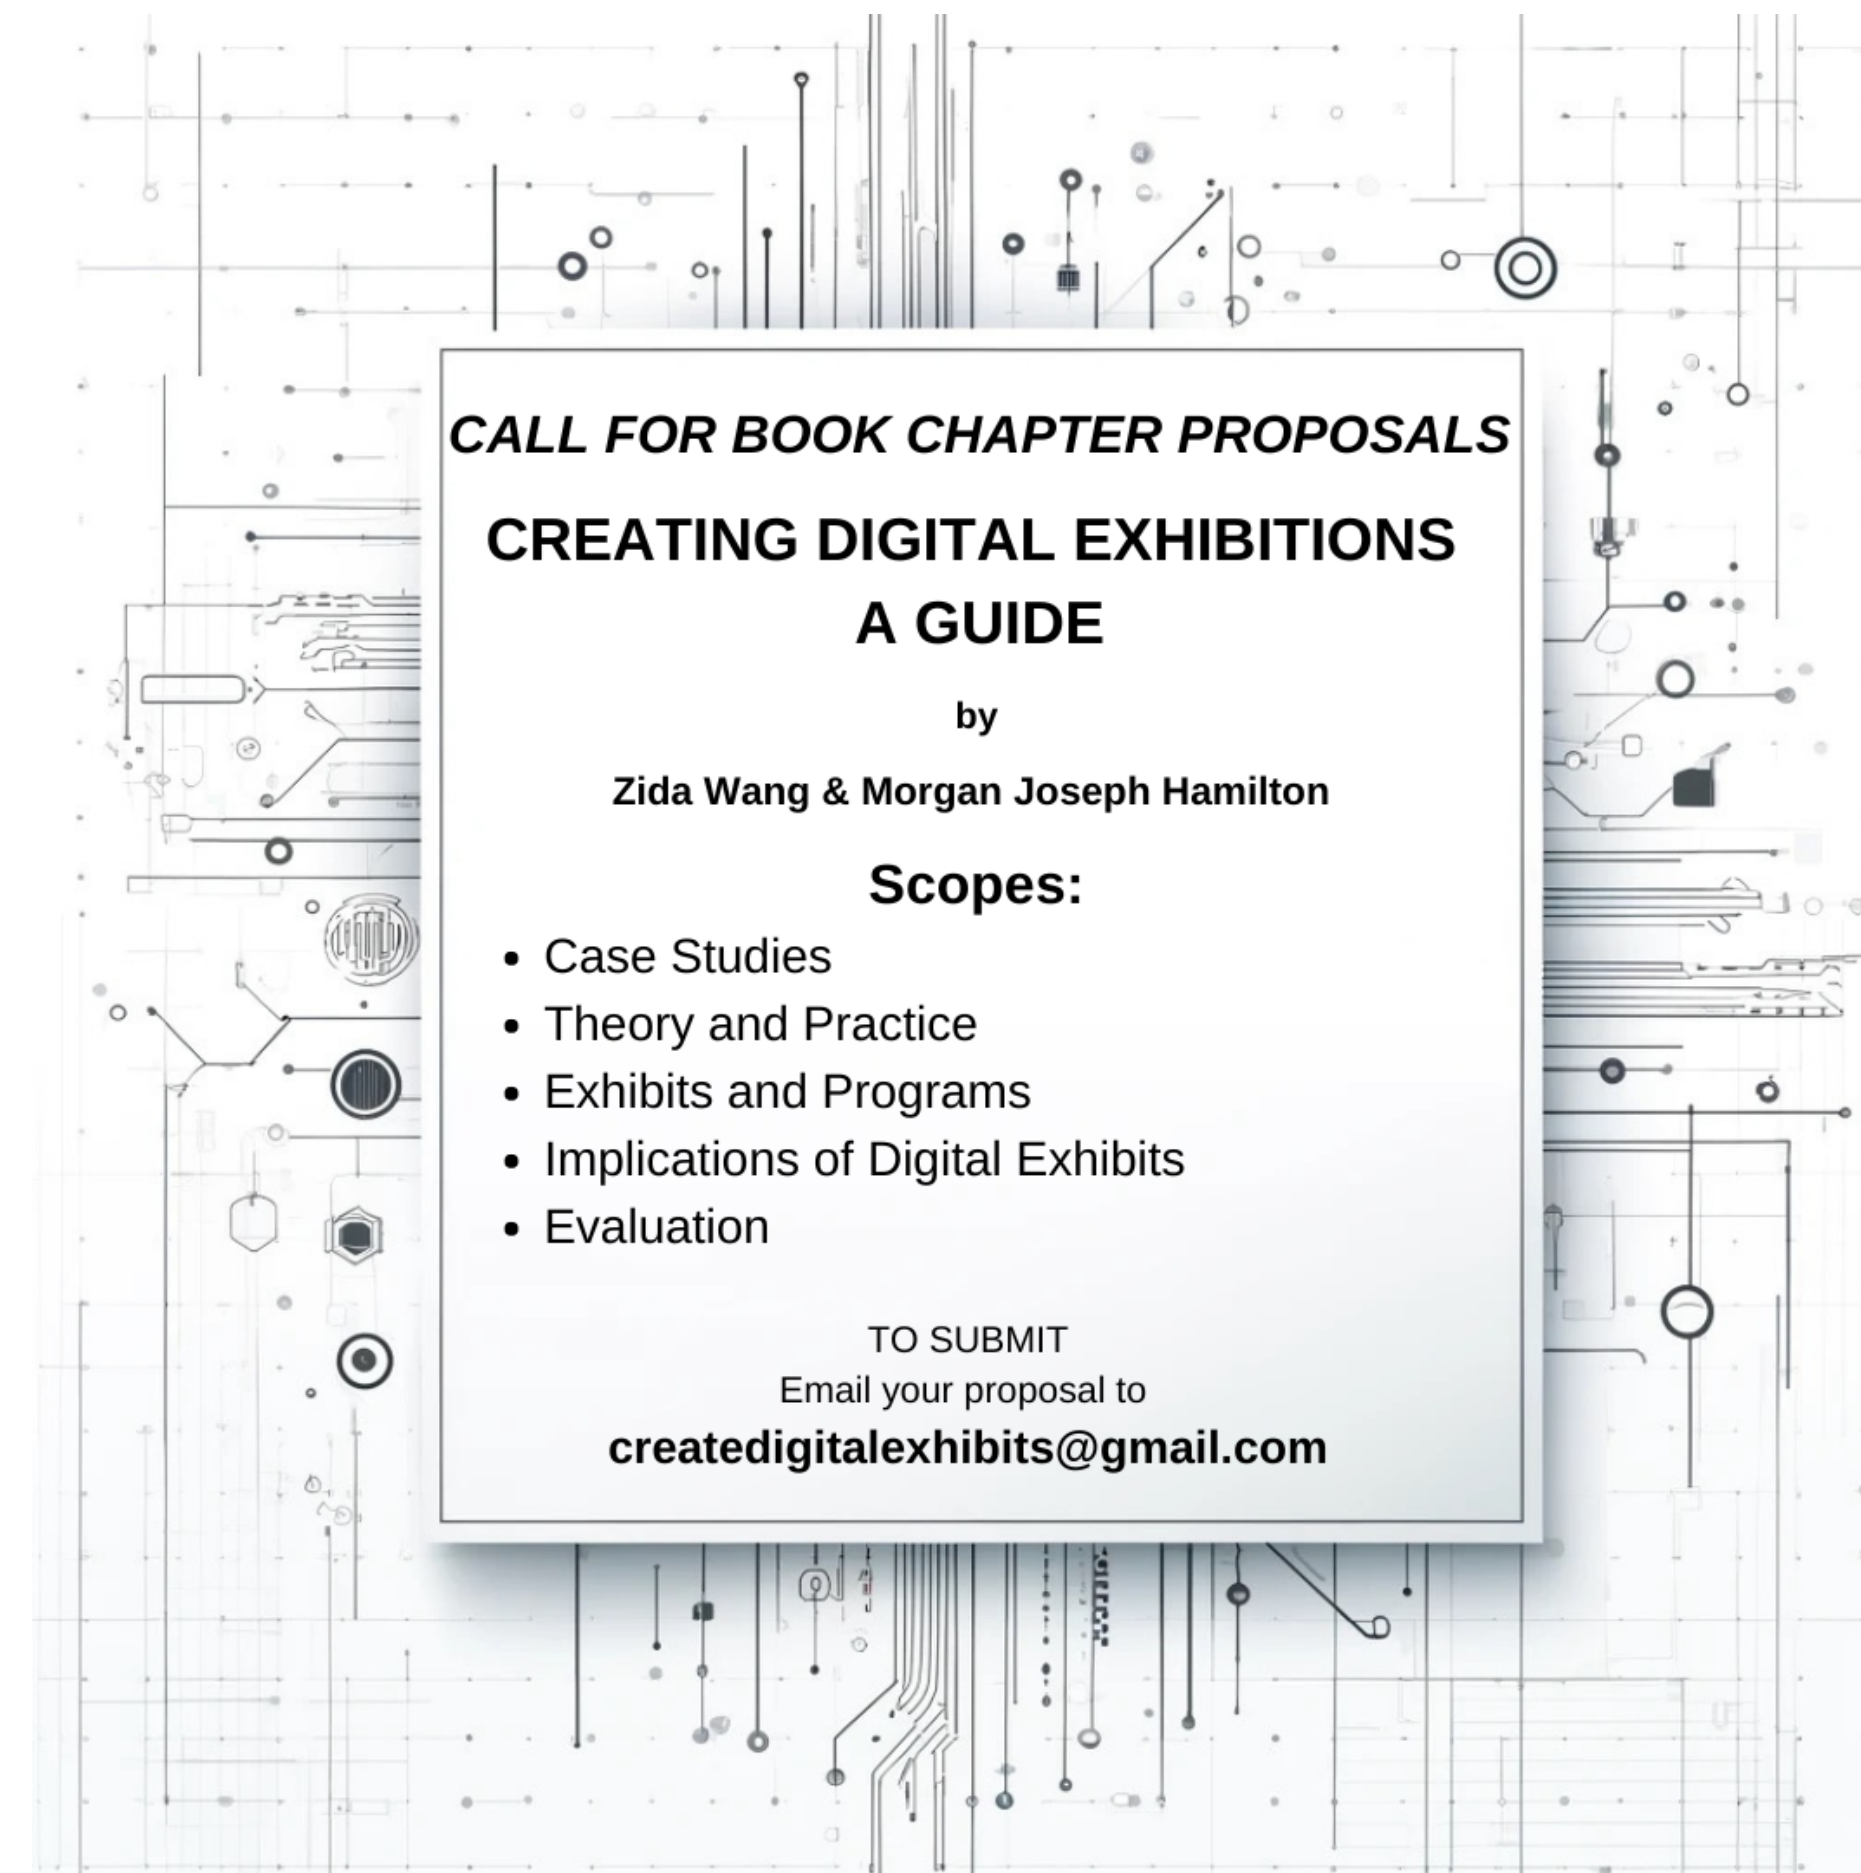 CALL FOR BOOK CHAPTER PROPOSALS
CREATING DIGITAL EXHIBITIONS
A GUIDE
by
Zida Wang & Morgan Joseph Hamilton
Scopes:
• Case Studies
• Theory and Practice
• Exhibits and Programs
• Implications of Digital Exhibits
• Evaluation
TO SUBMIT
Email your proposal to
createdigitalexhibits@gmail.com